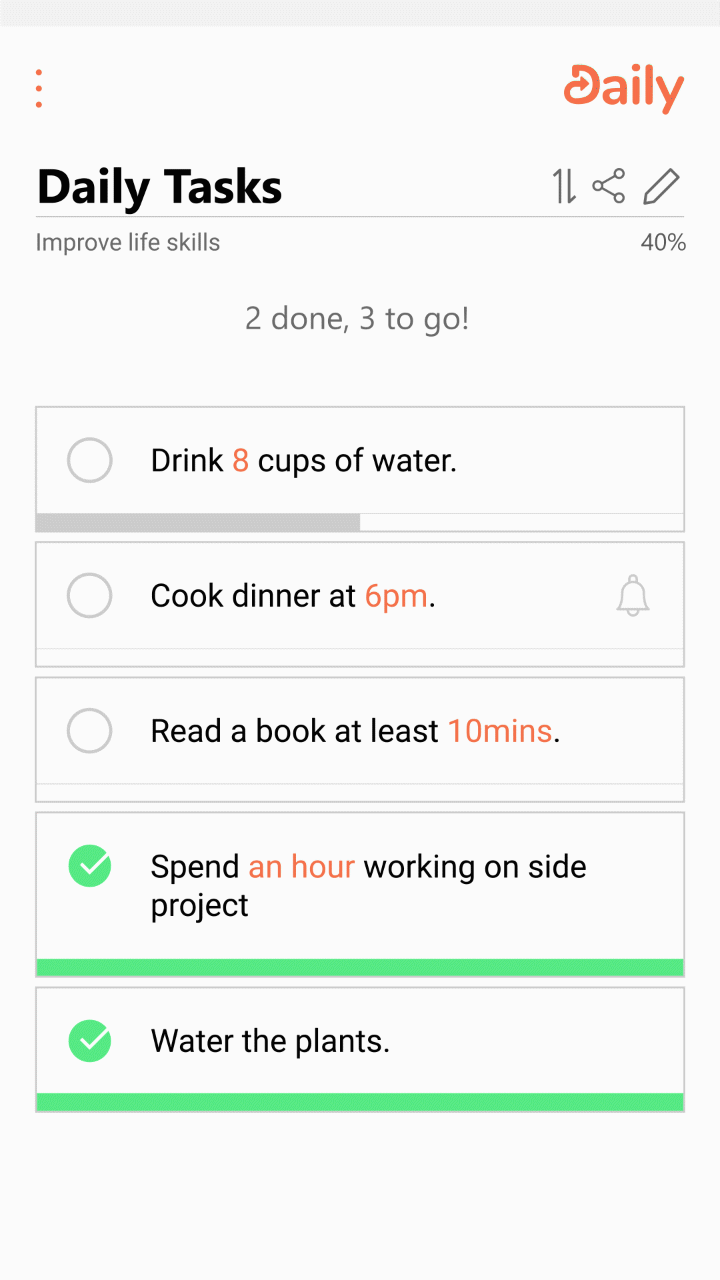 Daily
Daily Tasks
Improve life skills
40%
2 done, 3 to go!
Drink 8 cups of water.
Cook dinner at 6pm.
Read a book at least 10mins.
Spend an hour working on side
project
Water the plants.